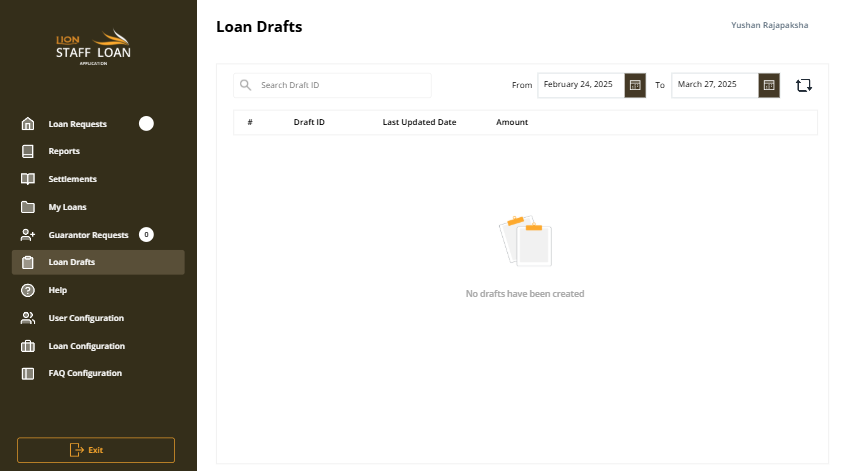 LION
STAFF LOAN
APPLICATION
Loan Requests
Reports
Settlements
My Loans
Guarantor Requests 0
Loan Drafts
Help
User Configuration
Loan Configuration
FAQ Configuration
Exit
Loan Drafts
Yushan Rajapaksha
Search Draft ID
From February 24, 2025 To March 27, 2025
# Draft ID Last Updated Date Amount
No drafts have been created